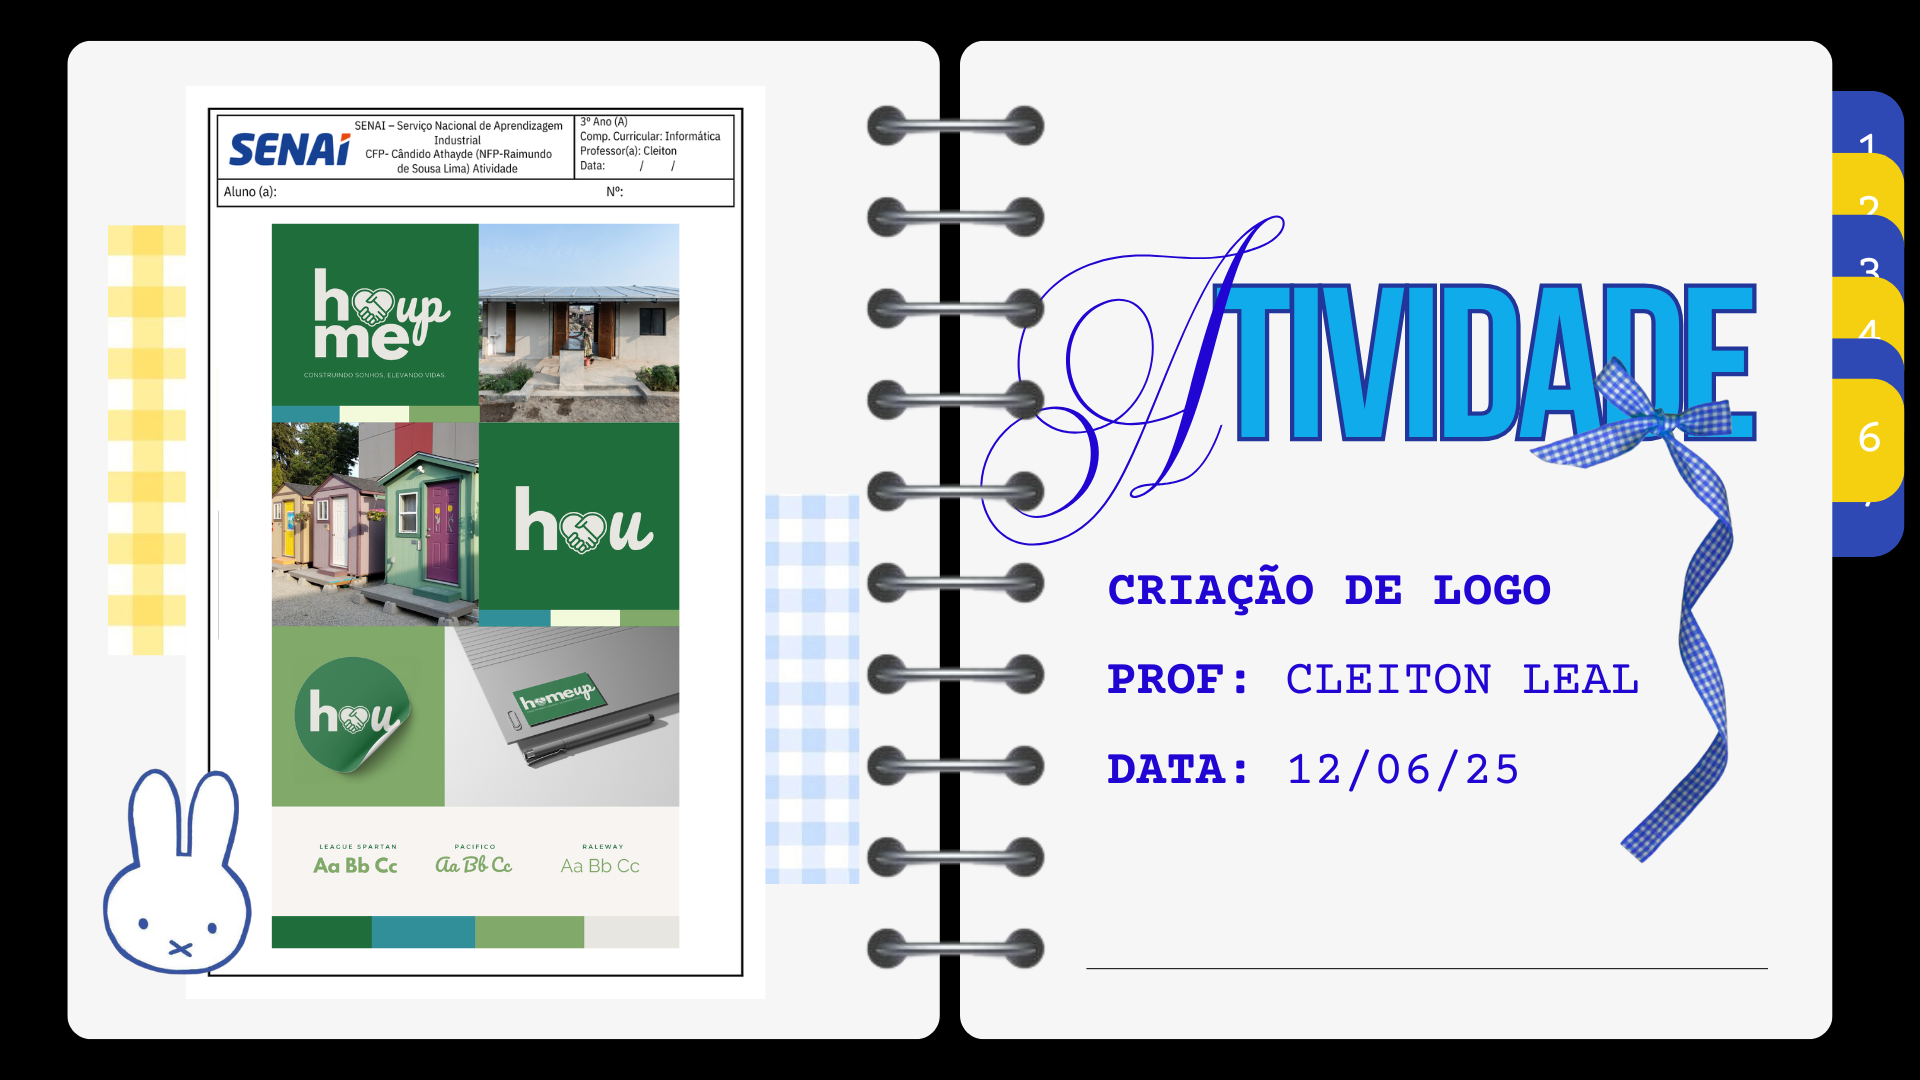 SENAI
SENAI – Serviço Nacional de Aprendizagem
Industrial
CFP- Cândido Athayde (NFP-Raimundo
de Sousa Lima) Atividade
3º Ano (A)
Comp. Curricular: Informática
Professor(a): Cleiton
Data: / /
Aluno (a): Nº:
home up
CONSTRUINDO SONHOS, ELEVANDO VIDAS.
hou
hou
homeup
LEAGUE SPARTAN
Aa Bb Cc
PACIFICO
Aa Bb Cc
RALEWAY
Aa Bb Cc
ATIVIDADE
CRIAÇÃO DE LOGO
PROF: CLEITON LEAL
DATA: 12/06/25
1
2
3
4
6